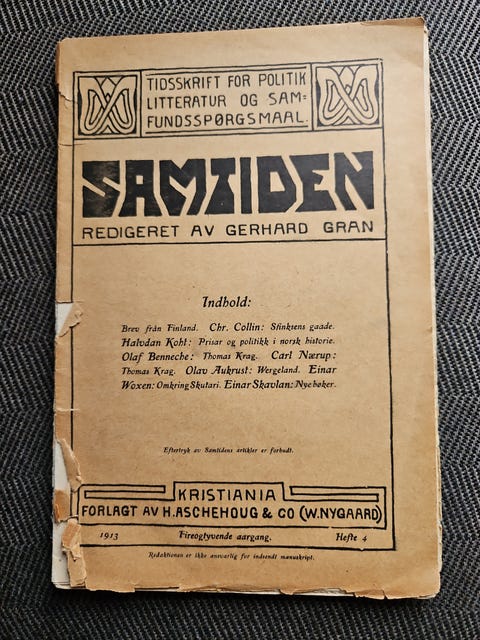 TIDSSKRIFT FOR POLITIK
LITTERATUR OG SAM=
FUNDSSPØRGSMAAL.
SAMTIDEN
REDIGERET AV GERHARD GRAN
Indhold:
Brev från Finland. Chr. Collin: Sfinksens gaade.
Halvdan Koht: Prisar og politikk i norsk historie.
Olaf Benneche: Thomas Krag. Carl Nærup:
Thomas Krag. Olav Aukrust: Wergeland. Einar
Woxen: Omkring Skutari. Einar Skavlan: Nye bøker.
Eftertryk av Samtidens artikler er forbudt.
KRISTIANIA
FORLAGT AV H. ASCHEHOUG & CO (W. NYGAARD)
1913 Fireogtyvende aargang. Hefte 4
Redaktionen er ikke ansvarlig for indsendt manuskript.